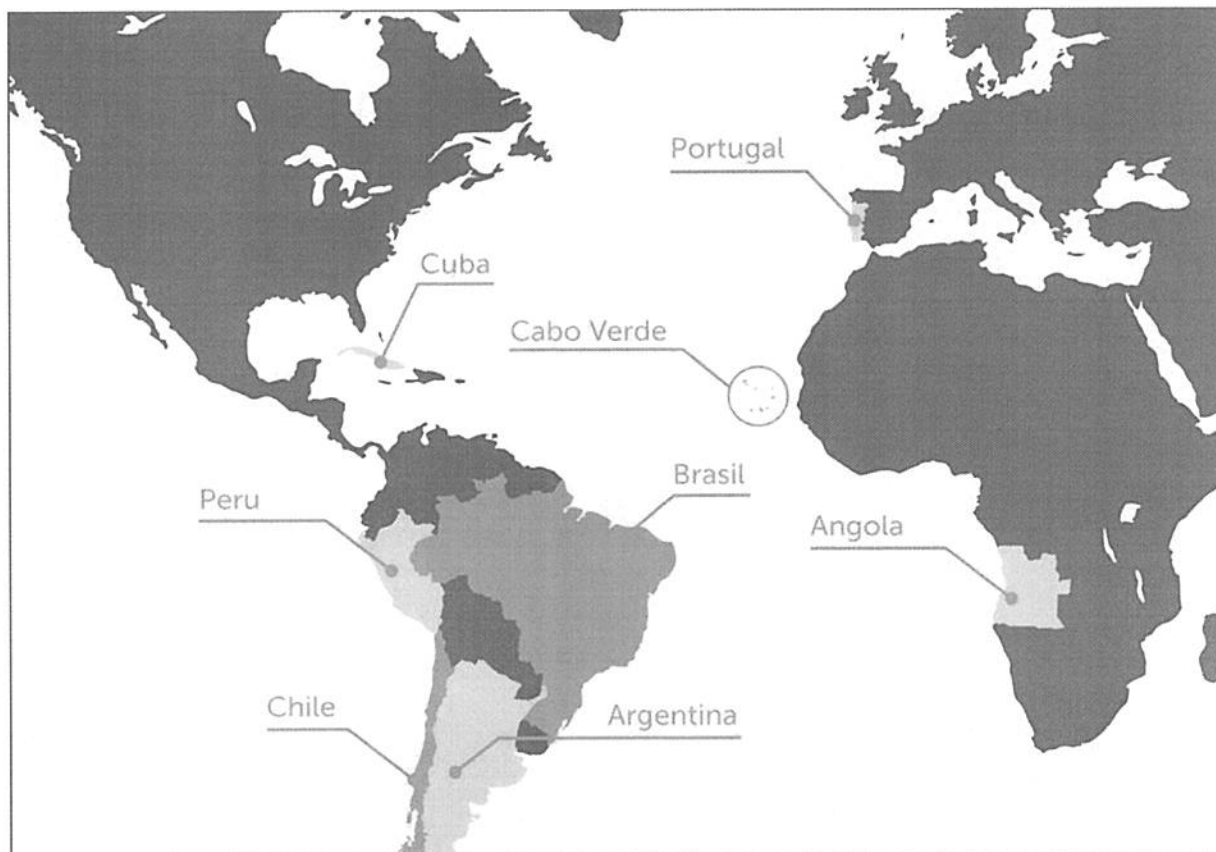 Portugal
Cuba
Cabo Verde
Brasil
Peru
Angola
Chile
Argentina